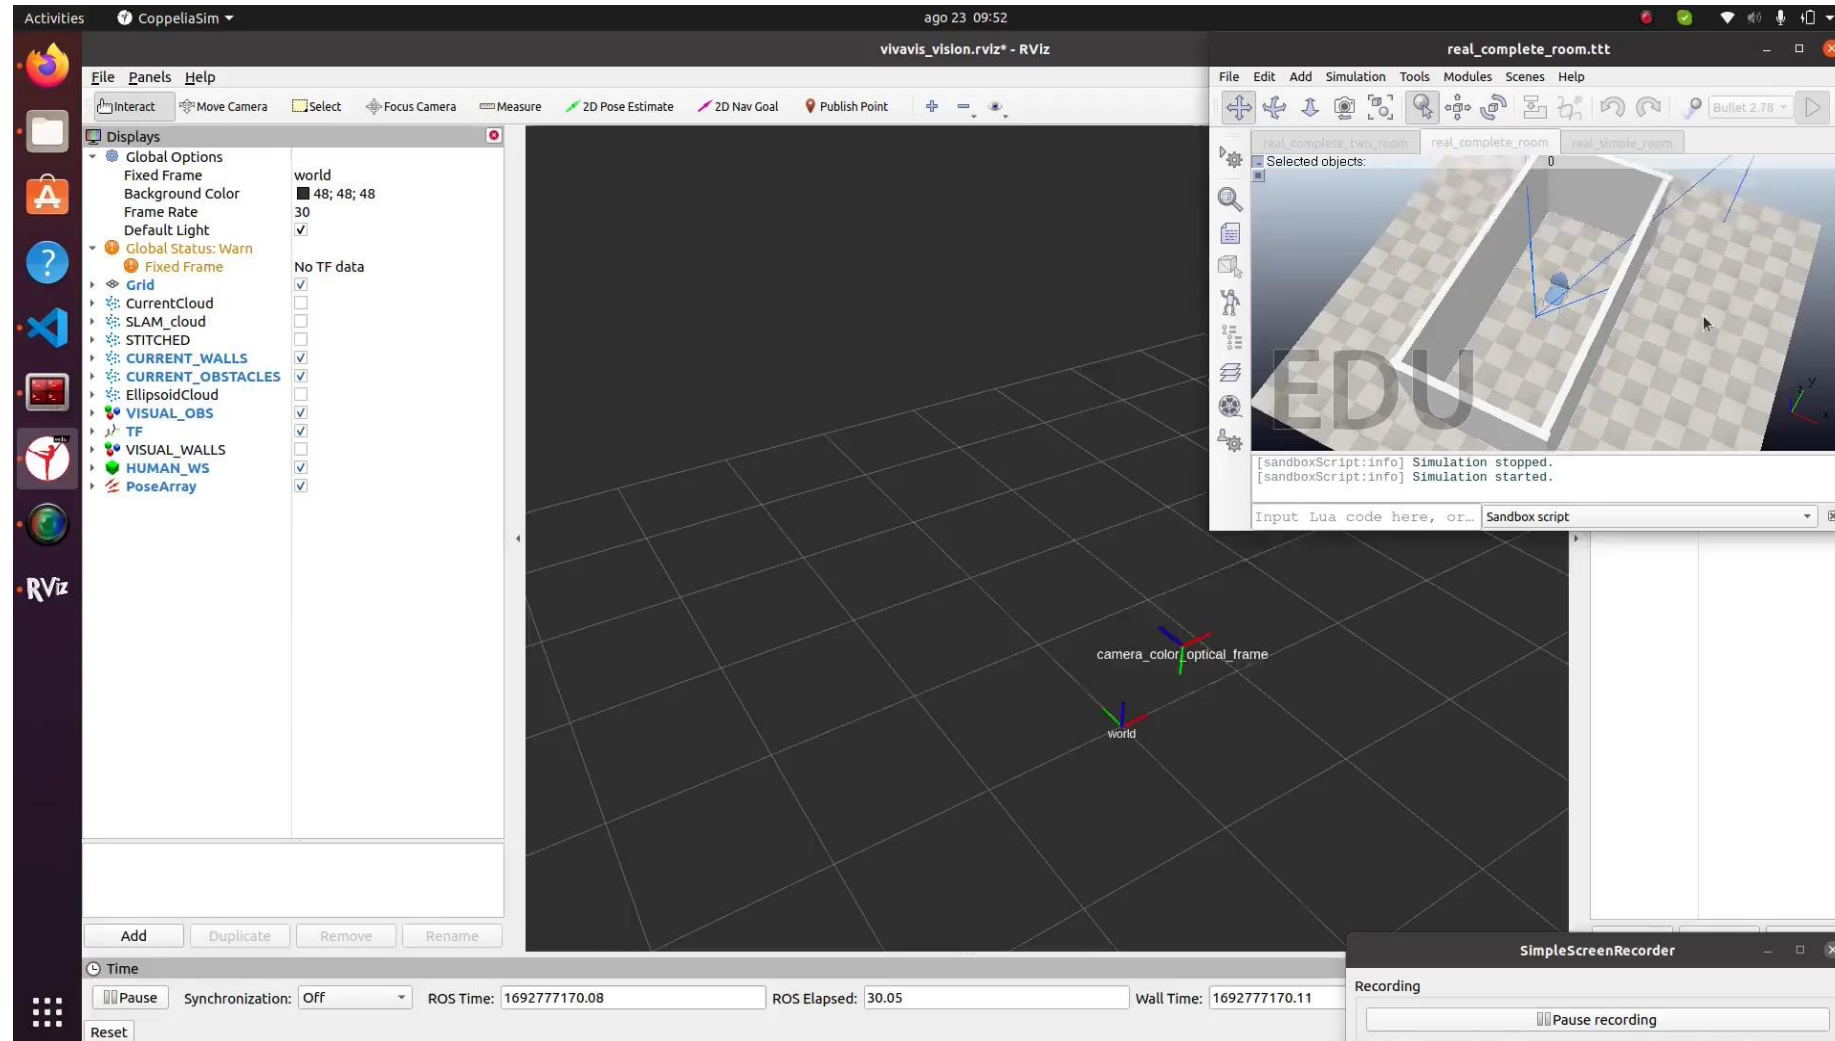 Activities
CoppeliaSim
ago 23 09:52
vivavis_vision.rviz* - RViz
real_complete_room.ttt
File Panels Help
File Edit Add Simulation Tools Modules Scenes Help
Interact Move Camera Select Focus Camera Measure 2D Pose Estimate 2D Nav Goal Publish Point
Bullet 2.78
Displays
real_complete_two_room real_complete_room real_simple_room
Selected objects: 0
Global Options
Fixed Frame world
Background Color 48; 48; 48
Frame Rate 30
Default Light
Global Status: Warn
Fixed Frame No TF data
Grid
CurrentCloud
SLAM_cloud
STITCHED
CURRENT_WALLS
CURRENT_OBSTACLES
EllipsoidCloud
VISUAL_OBS
TF
VISUAL_WALLS
HUMAN_WS
PoseArray
EDU
y
x
edu
RViz
[sandboxScript:info] Simulation stopped.
[sandboxScript:info] Simulation started.
Input Lua code here, or... Sandbox script
camera_color_optical_frame
world
Add Duplicate Remove Rename
SimpleScreenRecorder
Time
Recording
Pause Synchronization: Off ROS Time: 1692777170.08 ROS Elapsed: 30.05 Wall Time: 1692777170.11
Pause recording
Reset